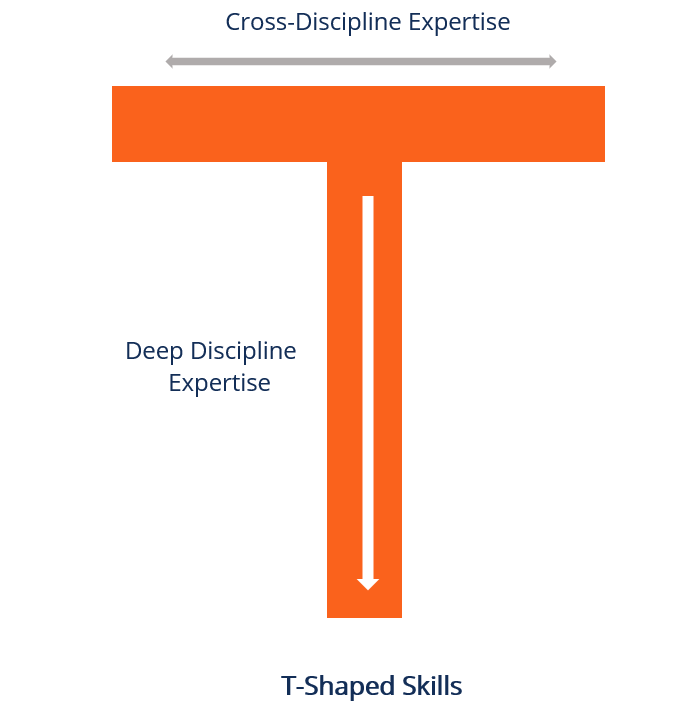 Cross-Discipline Expertise
Deep Discipline
Expertise
T-Shaped Skills